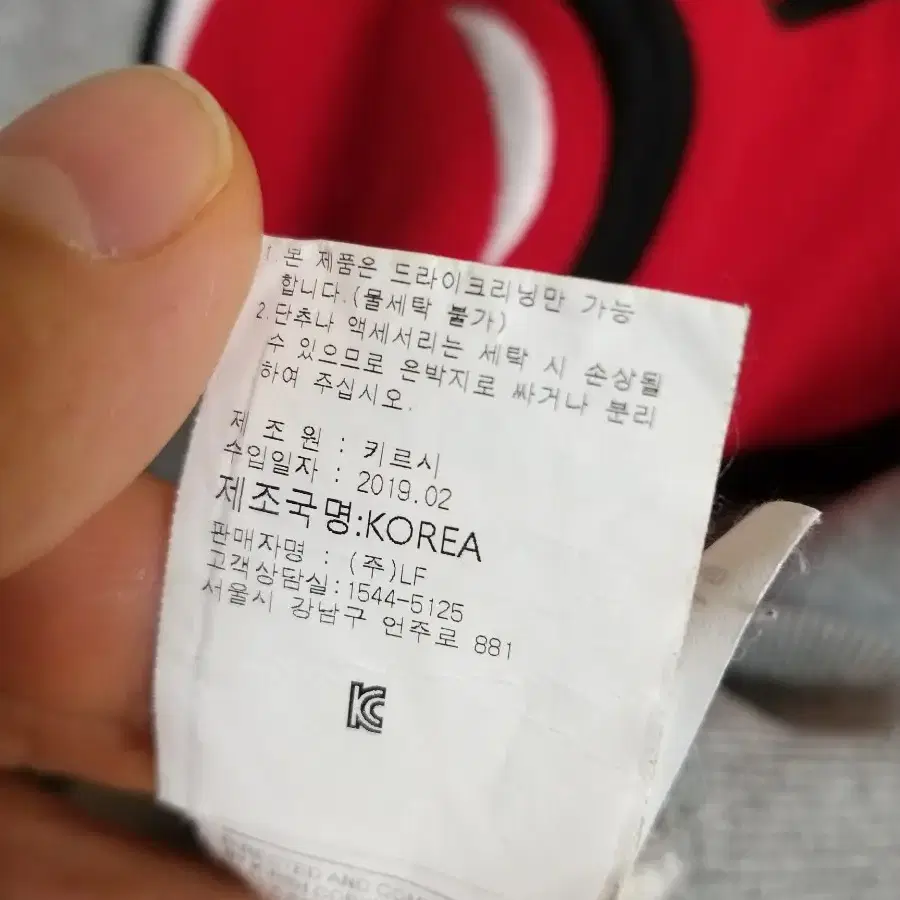 1.본 제품은 드라이크리닝만 가능
합니다.(물세탁 불가)
2.단추나 액세서리는 세탁 시 손상될
수 있으므로 은박지로 싸거나 분리
하여 주십시오.
제 조 원 : 키르시
수입일자 : 2019.02
제조국명:KOREA
판매자명 : (주)LF
고객상담실:1544-5125
서울시 강남구 언주로 881
KC
AND